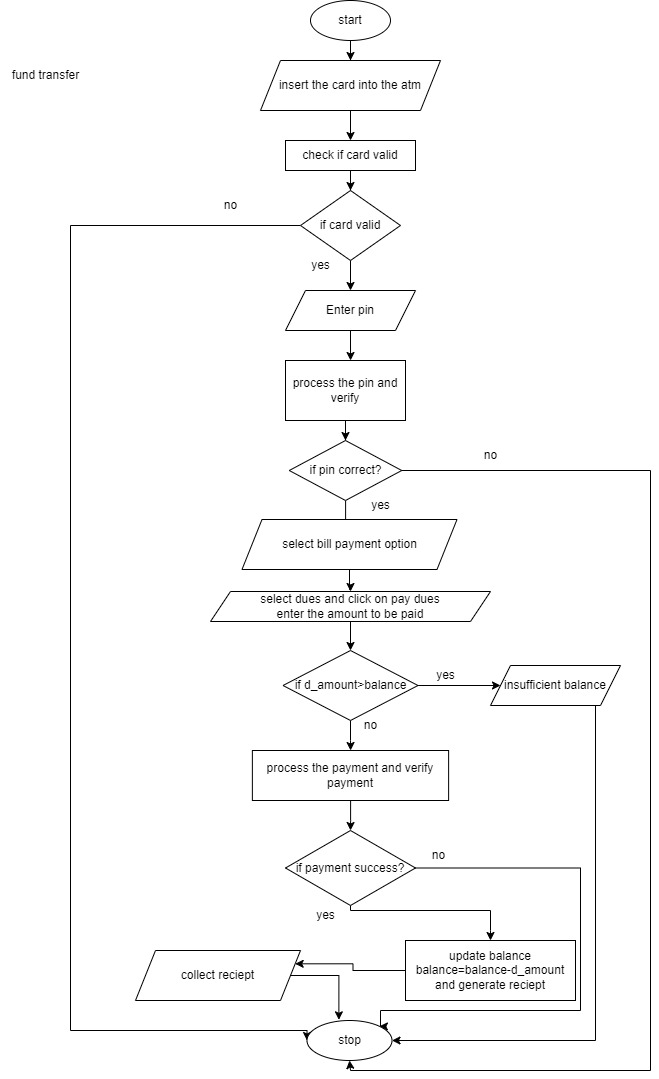 start
fund transfer
insert the card into the atm
check if card valid
no
if card valid
yes
Enter pin
process the pin and
verify
no
if pin correct?
yes
select bill payment option
select dues and click on pay dues
enter the amount to be paid
yes
if d_amount>balance
insufficient balance
no
process the payment and verify
payment
no
if payment success?
yes
update balance
balance=balance-d_amount
and generate reciept
collect reciept
stop